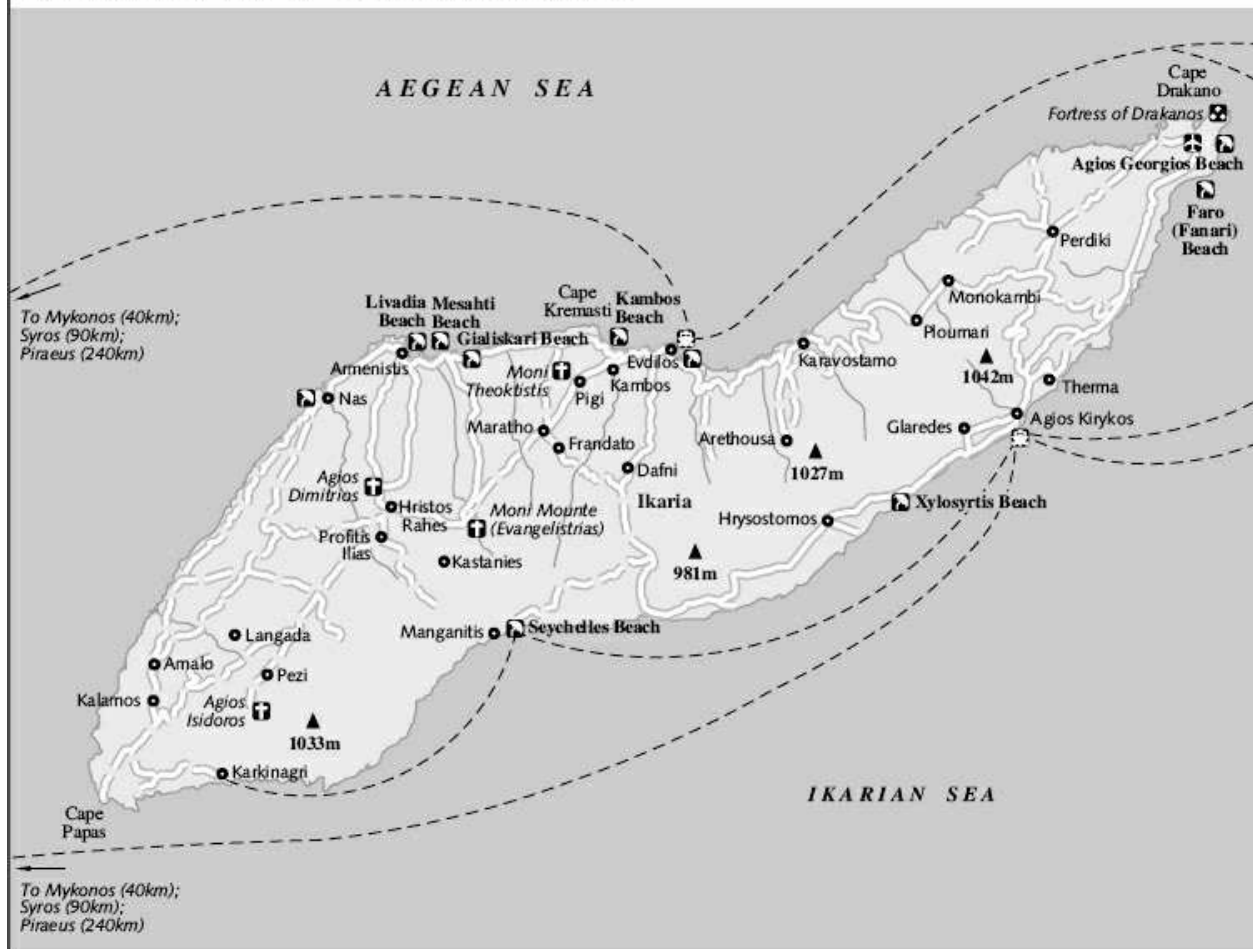 AEGEAN SEA
Cape
Drakano
Fortress of Drakanos
Agios Georgios Beach
Faro
(Fanari)
Beach
Perdiki
To Mykonos (40km);
Syros (90km);
Piraeus (240km)
Livadia
Beach
Mesahti
Beach
Gialiskari Beach
Cape
Kremasti
Kambos
Beach
Monokambi
Ploumari
Armenistis
Moni
Theoktistis
Pigi
Kambos
Evdilos
Karavostamo
1042m
Therma
Nas
Maratho
Frandato
Arethousa
Glaredes
Agios Kirykos
1027m
Dafni
Agios
Dimitrios
Hristos
Rahes
Moni Mounte
(Evangelistrias)
Ikaria
Hrysostomos
Xylosyrtis Beach
Profitis
Ilias
Kastanies
981m
Langada
Manganitis
Seychelles Beach
Amalo
Pezi
Kalamos
Agios
Isidoros
1033m
Karkinagri
IKARIAN SEA
Cape
Papas
To Mykonos (40km);
Syros (90km);
Piraeus (240km)